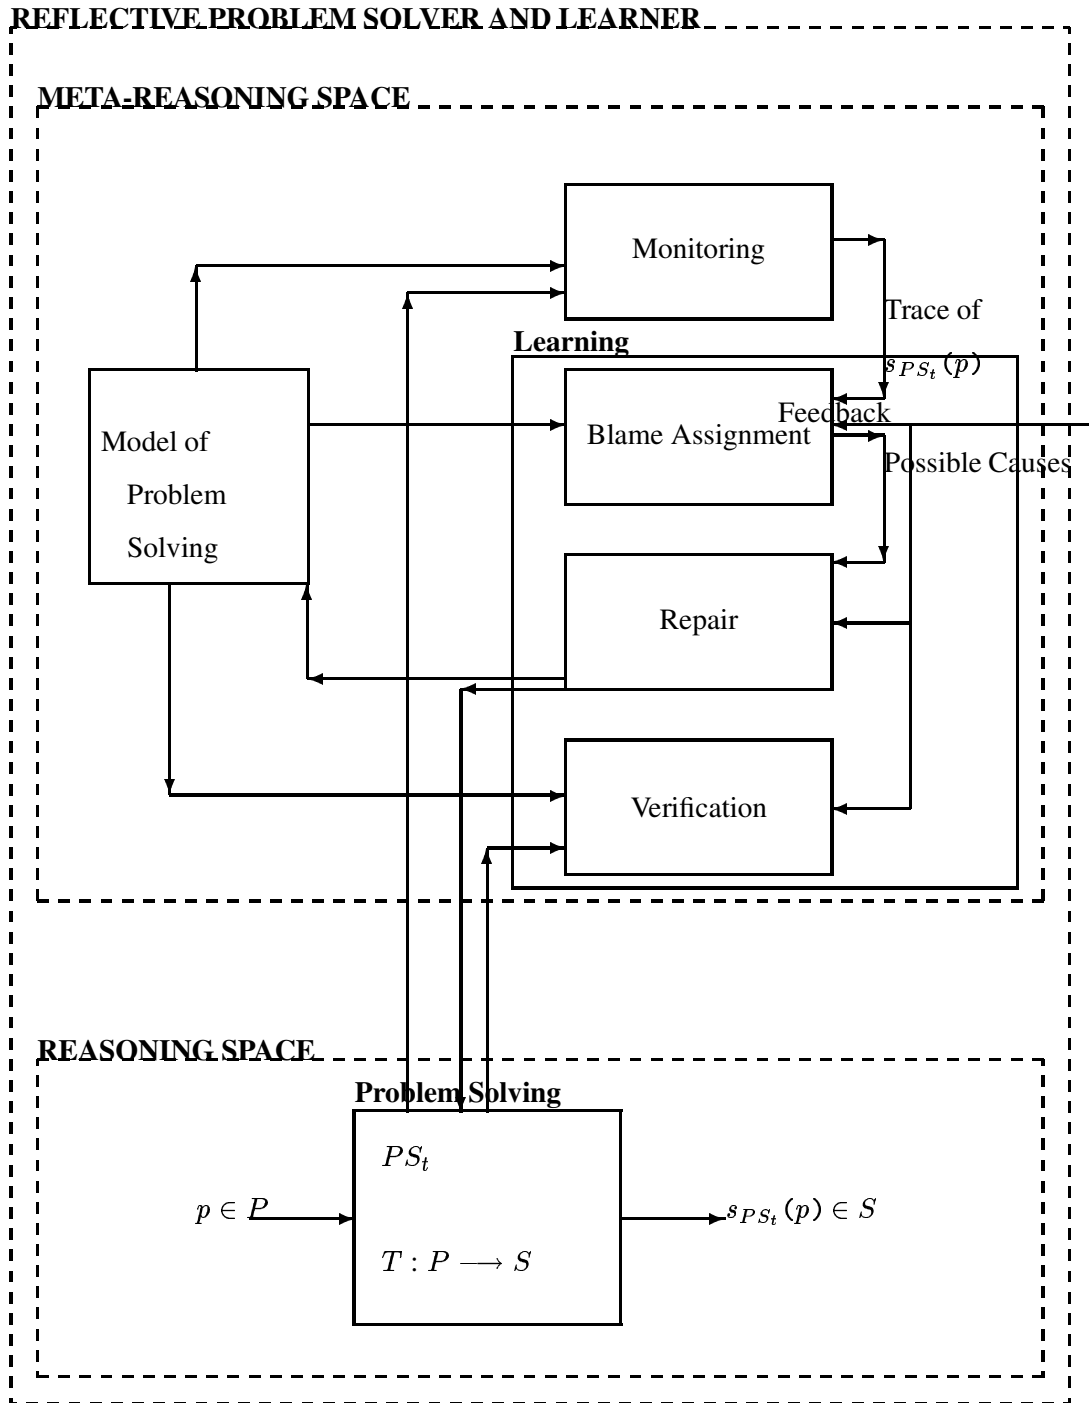 REFLECTIVE PROBLEM SOLVER AND LEARNER
META-REASONING SPACE
Monitoring
Trace of
s_{PS_t}(p)
Learning
Feedback
Blame Assignment
Possible Causes
Model of
Problem
Solving
Repair
Verification
REASONING SPACE
Problem Solving
PS_t
p ∈ P
s_{PS_t}(p) ∈ S
T : P ⟶ S